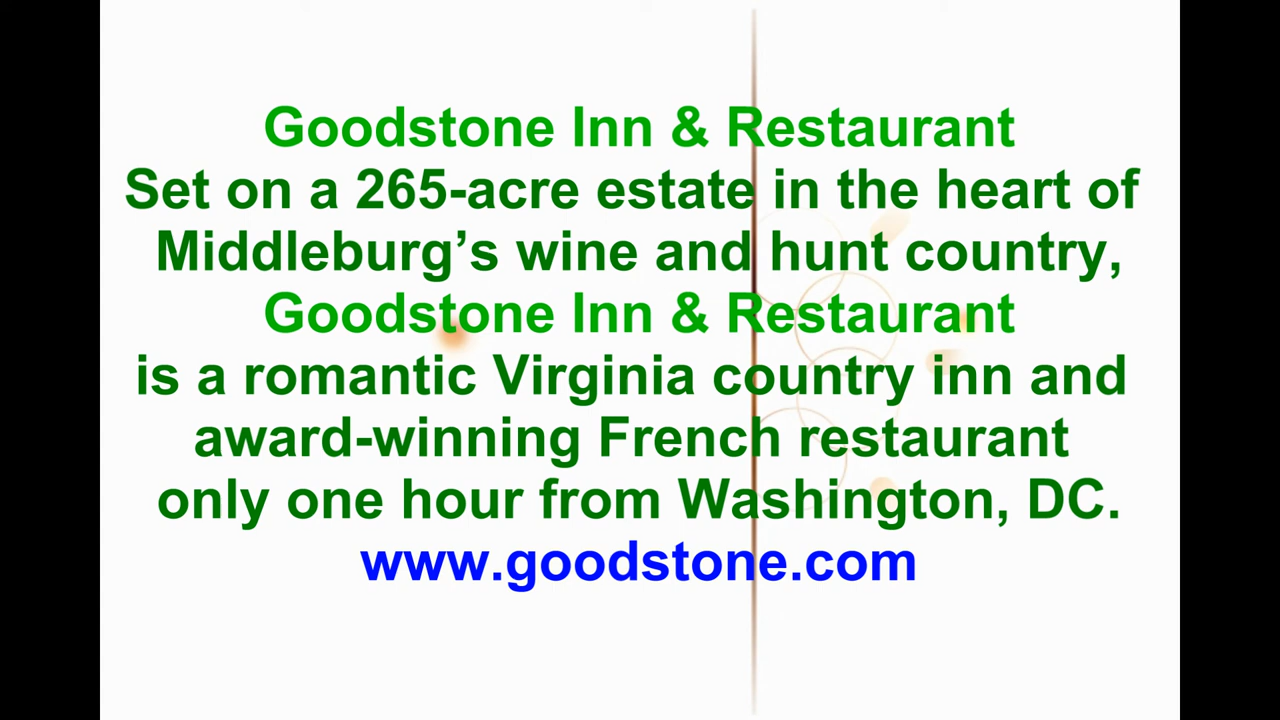 Goodstone Inn & Restaurant
Set on a 265-acre estate in the heart of
Middleburg’s wine and hunt country,
Goodstone Inn & Restaurant
is a romantic Virginia country inn and
award-winning French restaurant
only one hour from Washington, DC.
www.goodstone.com